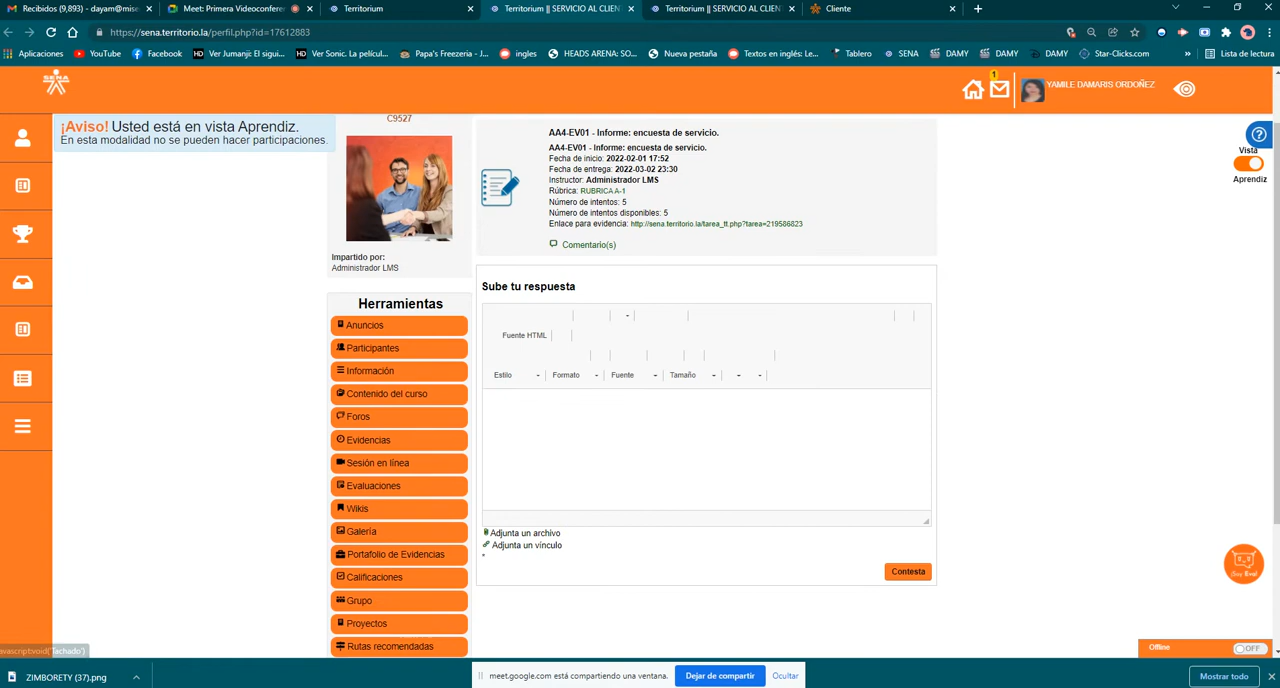 Recibidos (9,893) - dayam@mise
Meet: Primera Videoconferen
Territorium
Territorium || SERVICIO AL CLIEN
Territorium || SERVICIO AL CLIEN
Cliente
https://sena.territorio.la/perfil.php?id=17612883
Aplicaciones
YouTube
Facebook
Ver Jumanji: El sigui...
Ver Sonic. La película...
Papa's Freezeria - J...
ingles
HEADS ARENA: SO...
Nueva pestaña
Textos en inglés: Le...
Tablero
SENA
DAMY
DAMY
DAMY
Star-Clicks.com
»
Lista de lectura
SENA
1
YAMILE DAMARIS ORDOÑEZ
¡Aviso! Usted está en vista Aprendiz.
En esta modalidad no se pueden hacer participaciones.
C9527
Impartido por:
Administrador LMS
AA4-EV01 - Informe: encuesta de servicio.
AA4-EV01 - Informe: encuesta de servicio.
Fecha de inicio: 2022-02-01 17:52
Fecha de entrega: 2022-03-02 23:30
Instructor: Administrador LMS
Rúbrica: RUBRICA A-1
Número de intentos: 5
Número de intentos disponibles: 5
Enlace para evidencia: http://sena.territorio.la/tarea_tt.php?tarea=219586823
Comentario(s)
Vista
Aprendiz
Herramientas
Anuncios
Participantes
Información
Contenido del curso
Foros
Evidencias
Sesión en línea
Evaluaciones
Wikis
Galería
Portafolio de Evidencias
Calificaciones
Grupo
Proyectos
Rutas recomendadas
Sube tu respuesta
Fuente HTML
Estilo
Formato
Fuente
Tamaño
Adjunta un archivo
Adjunta un vínculo
*
Contesta
¡Soy Eva!
Offline
OFF
avascript:void('Tachado')
ZIMBORETY (37).png
meet.google.com está compartiendo una ventana.
Dejar de compartir
Ocultar
Mostrar todo